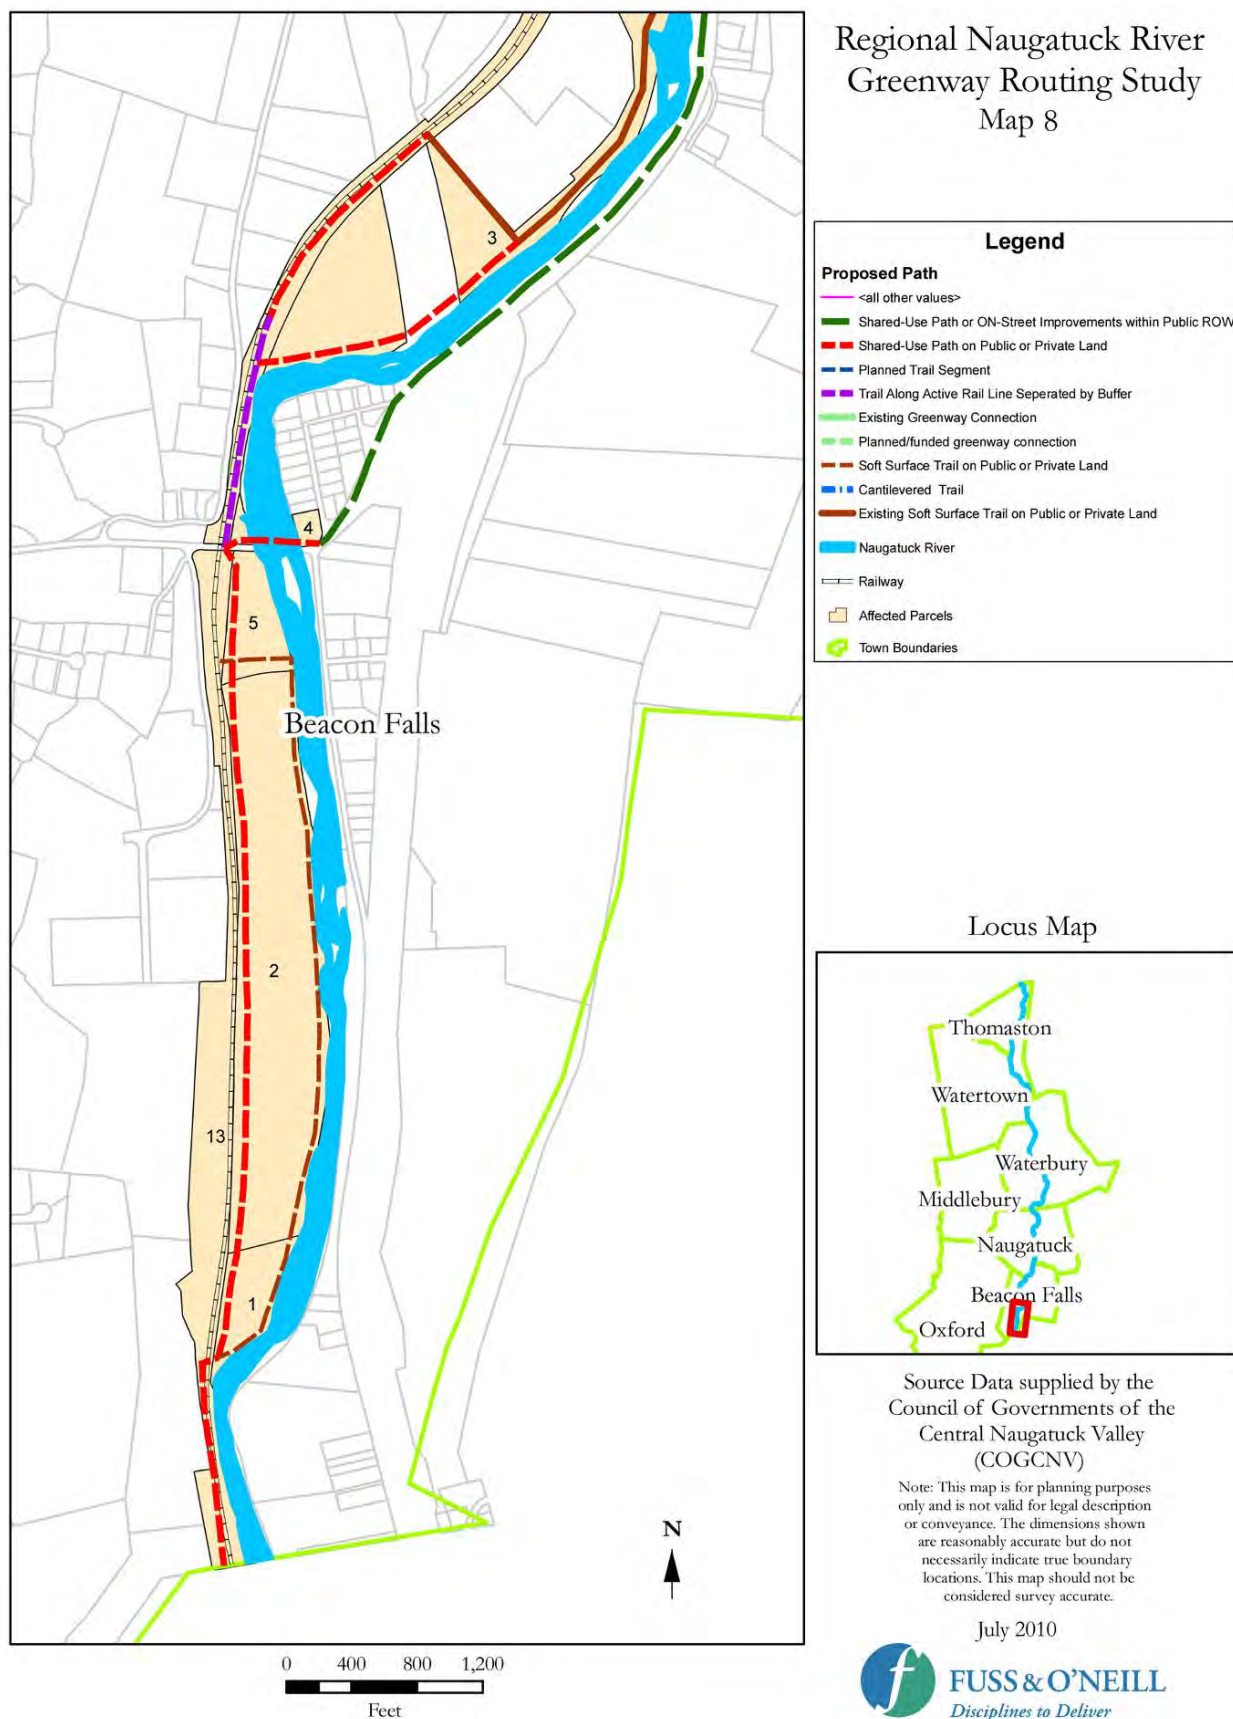 Regional Naugatuck River
Greenway Routing Study
Map 8
Legend
Proposed Path
<all other values>
Shared-Use Path or ON-Street Improvements within Public ROW
Shared-Use Path on Public or Private Land
Planned Trail Segment
Trail Along Active Rail Line Seperated by Buffer
Existing Greenway Connection
Planned/funded greenway connection
Soft Surface Trail on Public or Private Land
Cantilevered Trail
Existing Soft Surface Trail on Public or Private Land
Naugatuck River
Railway
Affected Parcels
Town Boundaries
3
4
5
Beacon Falls
2
13
1
N
0 400 800 1,200
Feet
Locus Map
Thomaston
Watertown
Waterbury
Middlebury
Naugatuck
Beacon Falls
Oxford
Source Data supplied by the
Council of Governments of the
Central Naugatuck Valley
(COGCNV)
Note: This map is for planning purposes
only and is not valid for legal description
or conveyance. The dimensions shown
are reasonably accurate but do not
necessarily indicate true boundary
locations. This map should not be
considered survey accurate.
July 2010
f
FUSS & O'NEILL
Disciplines to Deliver